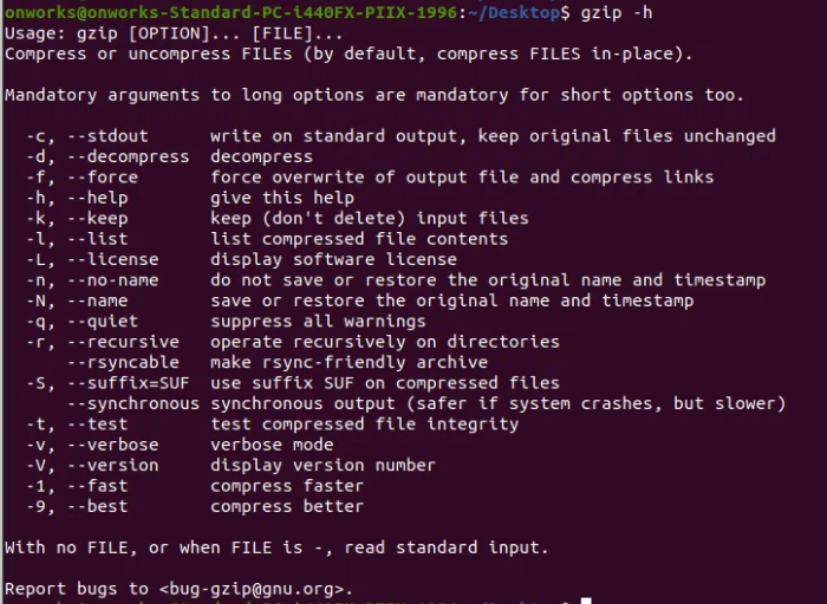 onworks@onworks-Standard-PC-i440FX-PIIX-1996:~/Desktop$ gzip -h
Usage: gzip [OPTION]... [FILE]...
Compress or uncompress FILEs (by default, compress FILES in-place).

Mandatory arguments to long options are mandatory for short options too.

  -c, --stdout      write on standard output, keep original files unchanged
  -d, --decompress  decompress
  -f, --force       force overwrite of output file and compress links
  -h, --help        give this help
  -k, --keep        keep (don't delete) input files
  -l, --list        list compressed file contents
  -L, --license     display software license
  -n, --no-name     do not save or restore the original name and timestamp
  -N, --name        save or restore the original name and timestamp
  -q, --quiet       suppress all warnings
  -r, --recursive   operate recursively on directories
      --rsyncable   make rsync-friendly archive
  -S, --suffix=SUF  use suffix SUF on compressed files
      --synchronous synchronous output (safer if system crashes, but slower)
  -t, --test        test compressed file integrity
  -v, --verbose     verbose mode
  -V, --version     display version number
  -1, --fast        compress faster
  -9, --best        compress better

With no FILE, or when FILE is -, read standard input.

Report bugs to <bug-gzip@gnu.org>.